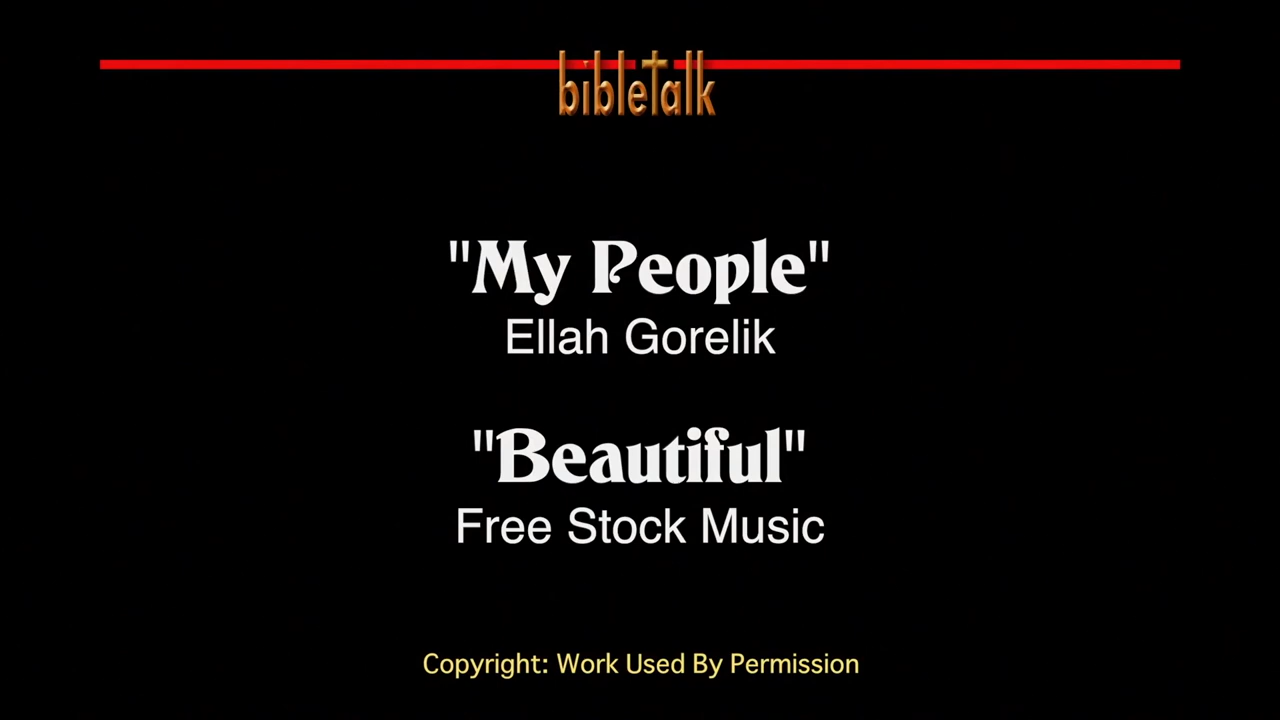 bibleTalk
"My People"
Ellah Gorelik
"Beautiful"
Free Stock Music
Copyright: Work Used By Permission